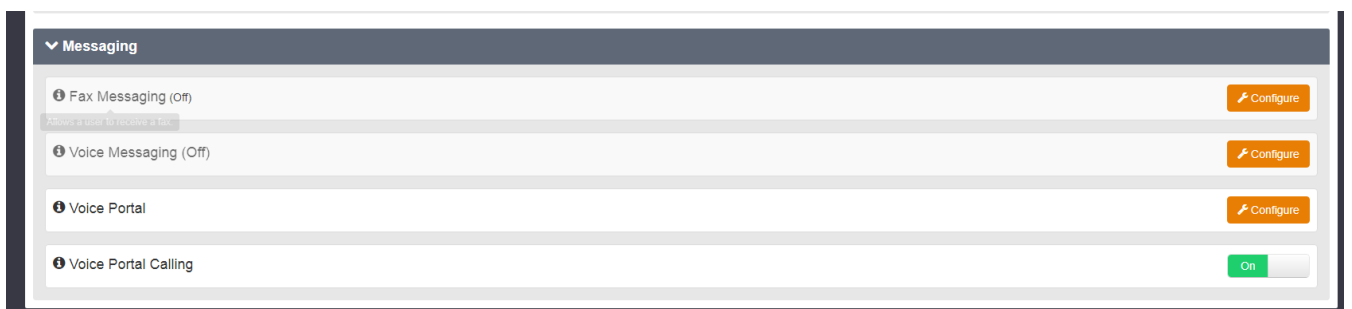 Messaging
Fax Messaging (Off)
Configure
Allows a user to receive a fax.
Voice Messaging (Off)
Configure
Voice Portal
Configure
Voice Portal Calling
On